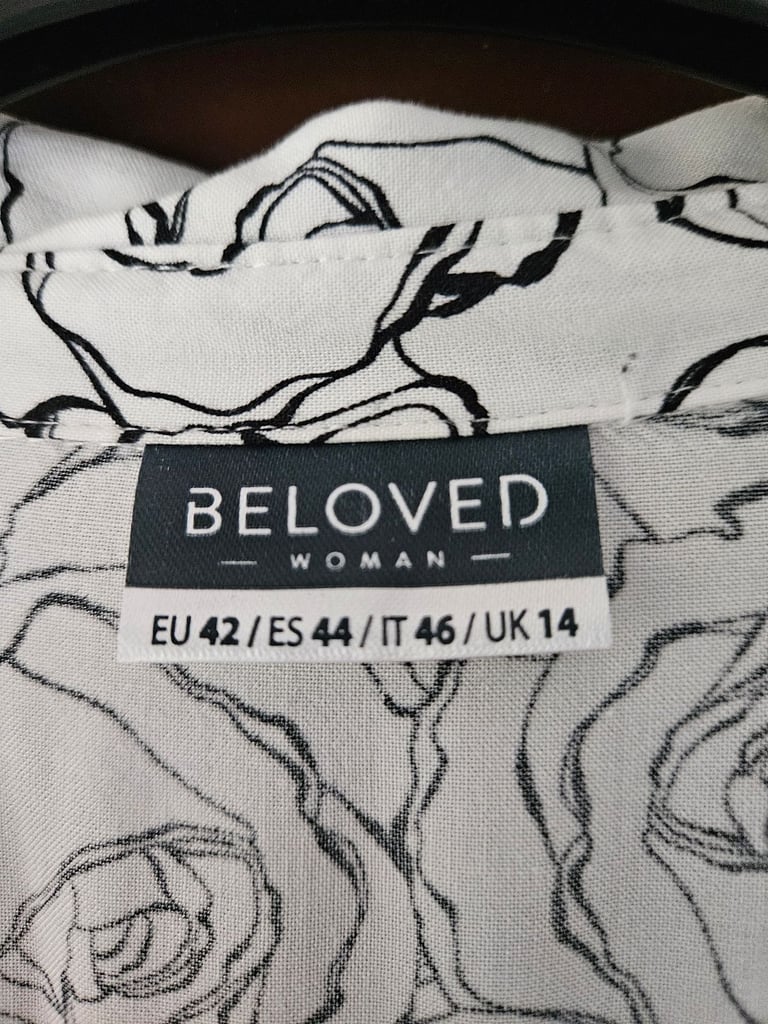 BELOVED
— WOMAN —
EU 42 / ES 44 / IT 46 / UK 14